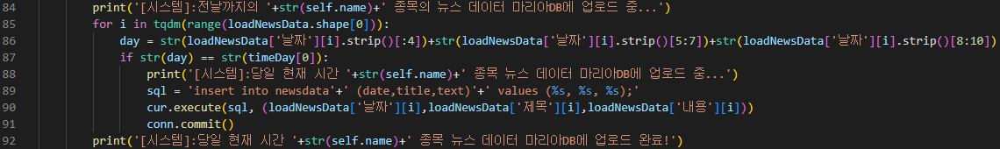 84 print('[시스템]:전날까지의 '+str(self.name)+' 종목의 뉴스 데이터 마리아DB에 업로드 중...')
85 for i in tqdm(range(loadNewsData.shape[0])):
86 day = str(loadNewsData['날짜'][i].strip()[:4])+str(loadNewsData['날짜'][i].strip()[5:7])+str(loadNewsData['날짜'][i].strip()[8:10])
87 if str(day) == str(timeDay[0]):
88 print('[시스템]:당일 현재 시간 '+str(self.name)+' 종목 뉴스 데이터 마리아DB에 업로드 중...')
89 sql = 'insert into newsdata'+' (date,title,text)'+' values (%s, %s, %s);'
90 cur.execute(sql, (loadNewsData['날짜'][i],loadNewsData['제목'][i],loadNewsData['내용'][i]))
91 conn.commit()
92 print('[시스템]:당일 현재 시간 '+str(self.name)+' 종목 뉴스 데이터 마리아DB에 업로드 완료!')